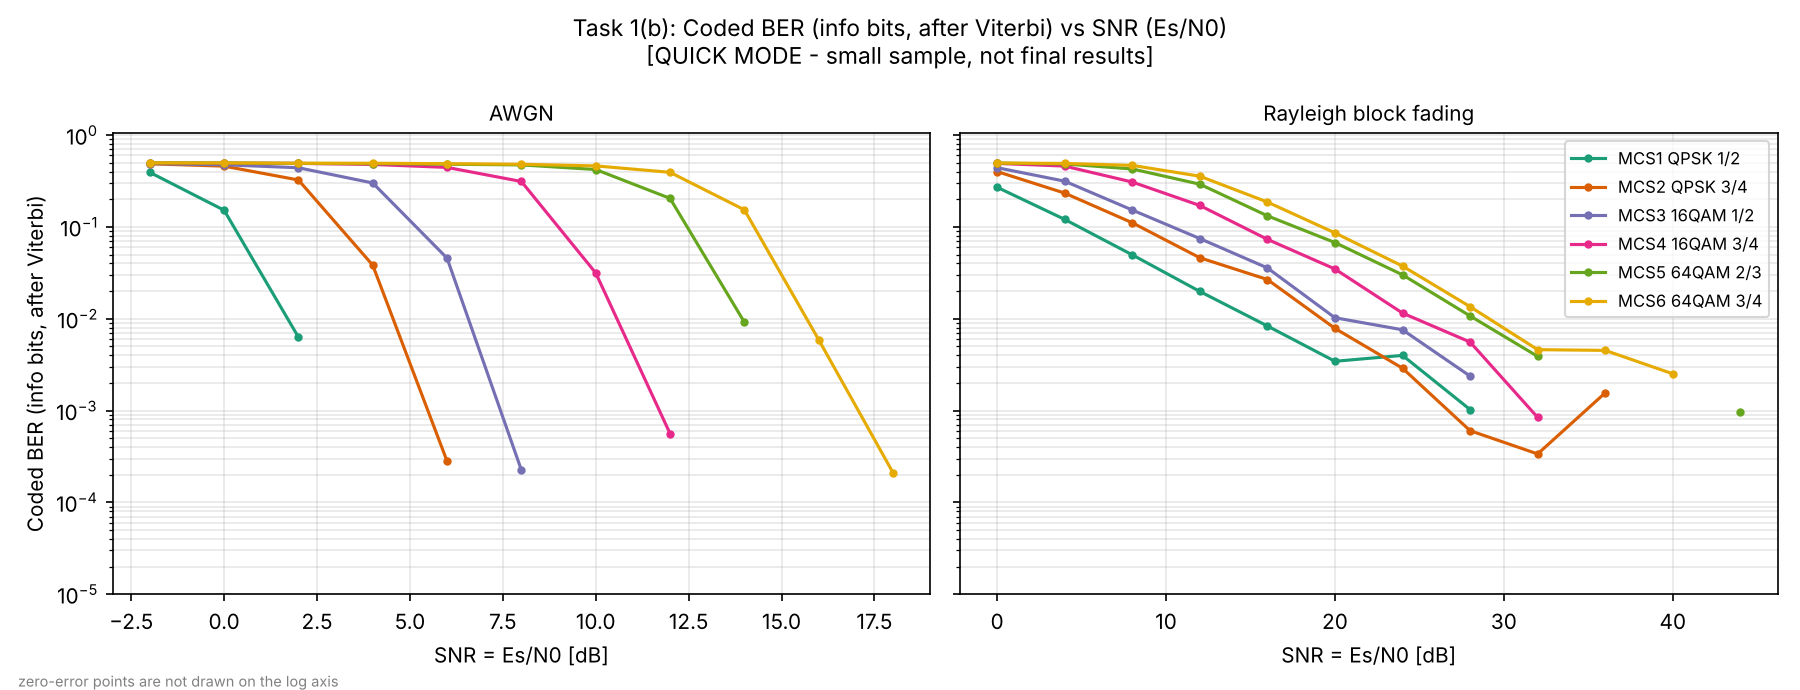 Task 1(b): Coded BER (info bits, after Viterbi) vs SNR (Es/N0)
[QUICK MODE - small sample, not final results]
AWGN
Coded BER (info bits, after Viterbi)
10⁰
10⁻¹
10⁻²
10⁻³
10⁻⁴
10⁻⁵
−2.5 0.0 2.5 5.0 7.5 10.0 12.5 15.0 17.5
SNR = Es/N0 [dB]
Rayleigh block fading
MCS1 QPSK 1/2
MCS2 QPSK 3/4
MCS3 16QAM 1/2
MCS4 16QAM 3/4
MCS5 64QAM 2/3
MCS6 64QAM 3/4
0 10 20 30 40
SNR = Es/N0 [dB]
zero-error points are not drawn on the log axis